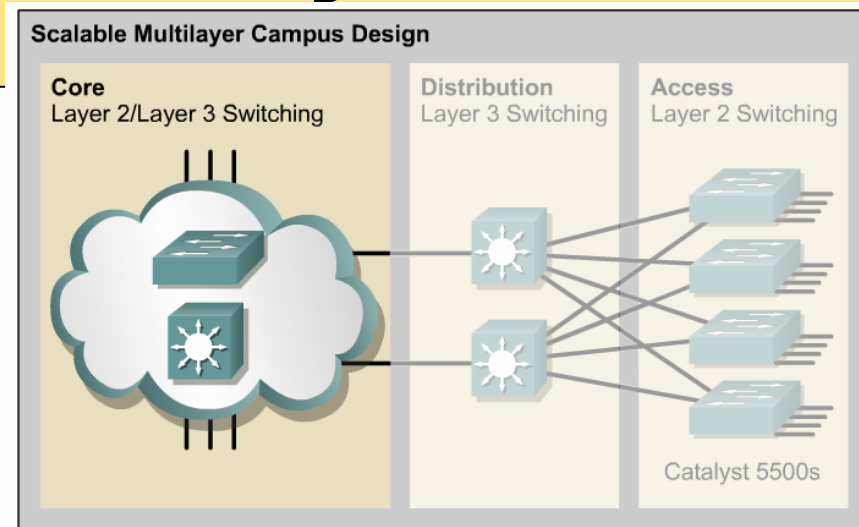 Scalable Multilayer Campus Design
Core
Layer 2/Layer 3 Switching
Distribution
Layer 3 Switching
Access
Layer 2 Switching
Catalyst 5500s